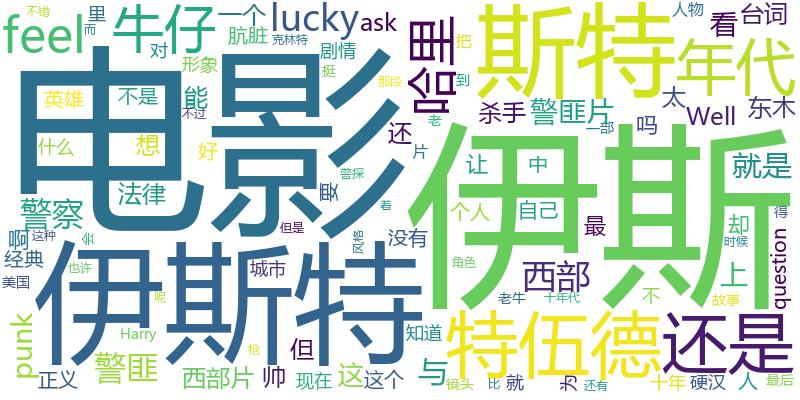 不错 里 一个 lucky ask 斯特 看 台词 人物
feel 牛仔 对 肮脏 克林特 哈里 年代
而 形象 剧情 挺 那段 把
电影 英雄 不是 能 不过 杀手 警匪片 太 Well 到 东木
什么 想 还 老 一部 吗
好 片 伊斯 让 中 就是
警察 法律 警探 要 着 个人 自己 最 却 得
啊 这种 会 但是 没有 时候
经典 伊斯特 城市 风格 角色 西部 上 question
美国 也许 老牛 十年代 不 故事
punk 呢 Harry 枪 但 知道 特伍德 还是
警匪 西部片 帅 现在 这 这个 与
正义 镜头 比 就 还有 为 十年 硬汉 人 最后